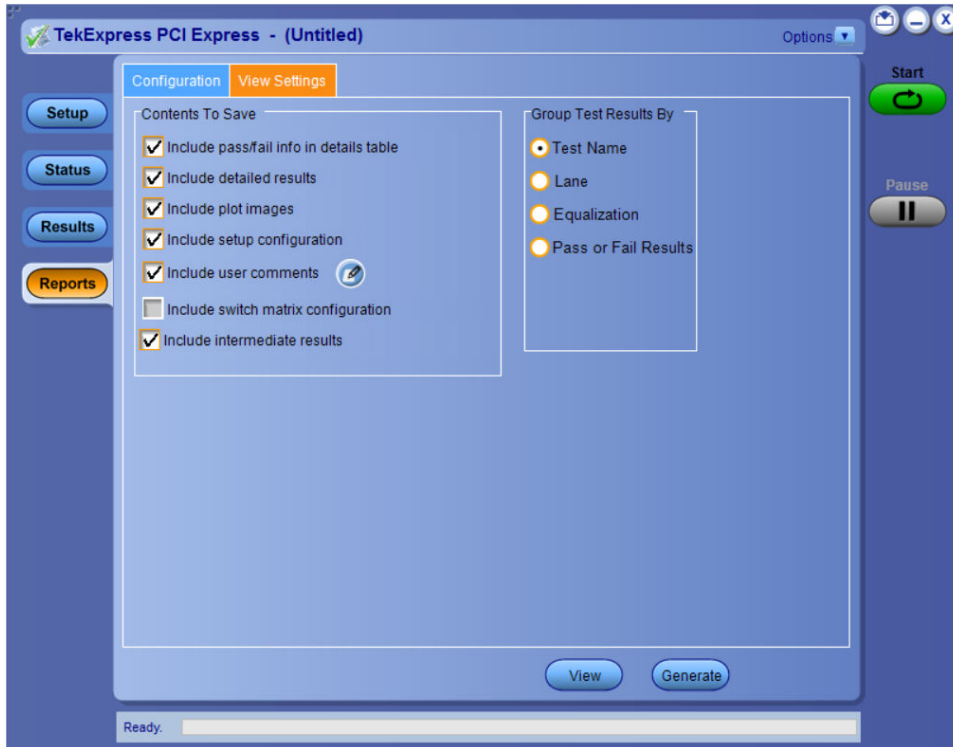 TekExpress PCI Express - (Untitled)
Options
X
Start
Configuration
View Settings
Setup
Status
Results
Reports
Pause
Contents To Save
Include pass/fail info in details table
Include detailed results
Include plot images
Include setup configuration
Include user comments
Include switch matrix configuration
Include intermediate results
Group Test Results By
Test Name
Lane
Equalization
Pass or Fail Results
View
Generate
Ready.